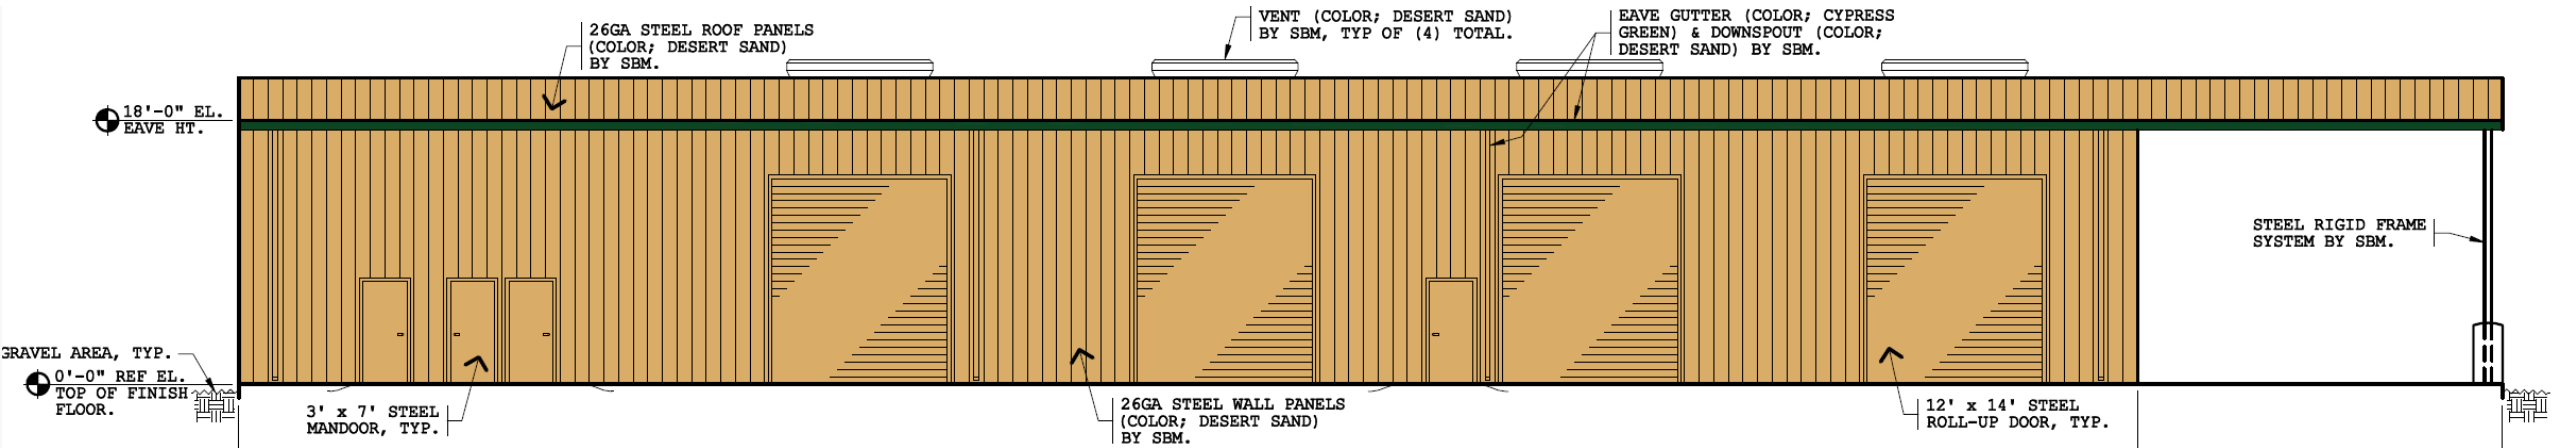 26GA STEEL ROOF PANELS
(COLOR; DESERT SAND)
BY SBM.
VENT (COLOR; DESERT SAND)
BY SBM, TYP OF (4) TOTAL.
EAVE GUTTER (COLOR; CYPRESS
GREEN) & DOWNSPOUT (COLOR;
DESERT SAND) BY SBM.
18'-0" EL.
EAVE HT.
STEEL RIGID FRAME
SYSTEM BY SBM.
GRAVEL AREA, TYP.
0'-0" REF EL.
TOP OF FINISH
FLOOR.
3' x 7' STEEL
MANDOOR, TYP.
26GA STEEL WALL PANELS
(COLOR; DESERT SAND)
BY SBM.
12' x 14' STEEL
ROLL-UP DOOR, TYP.